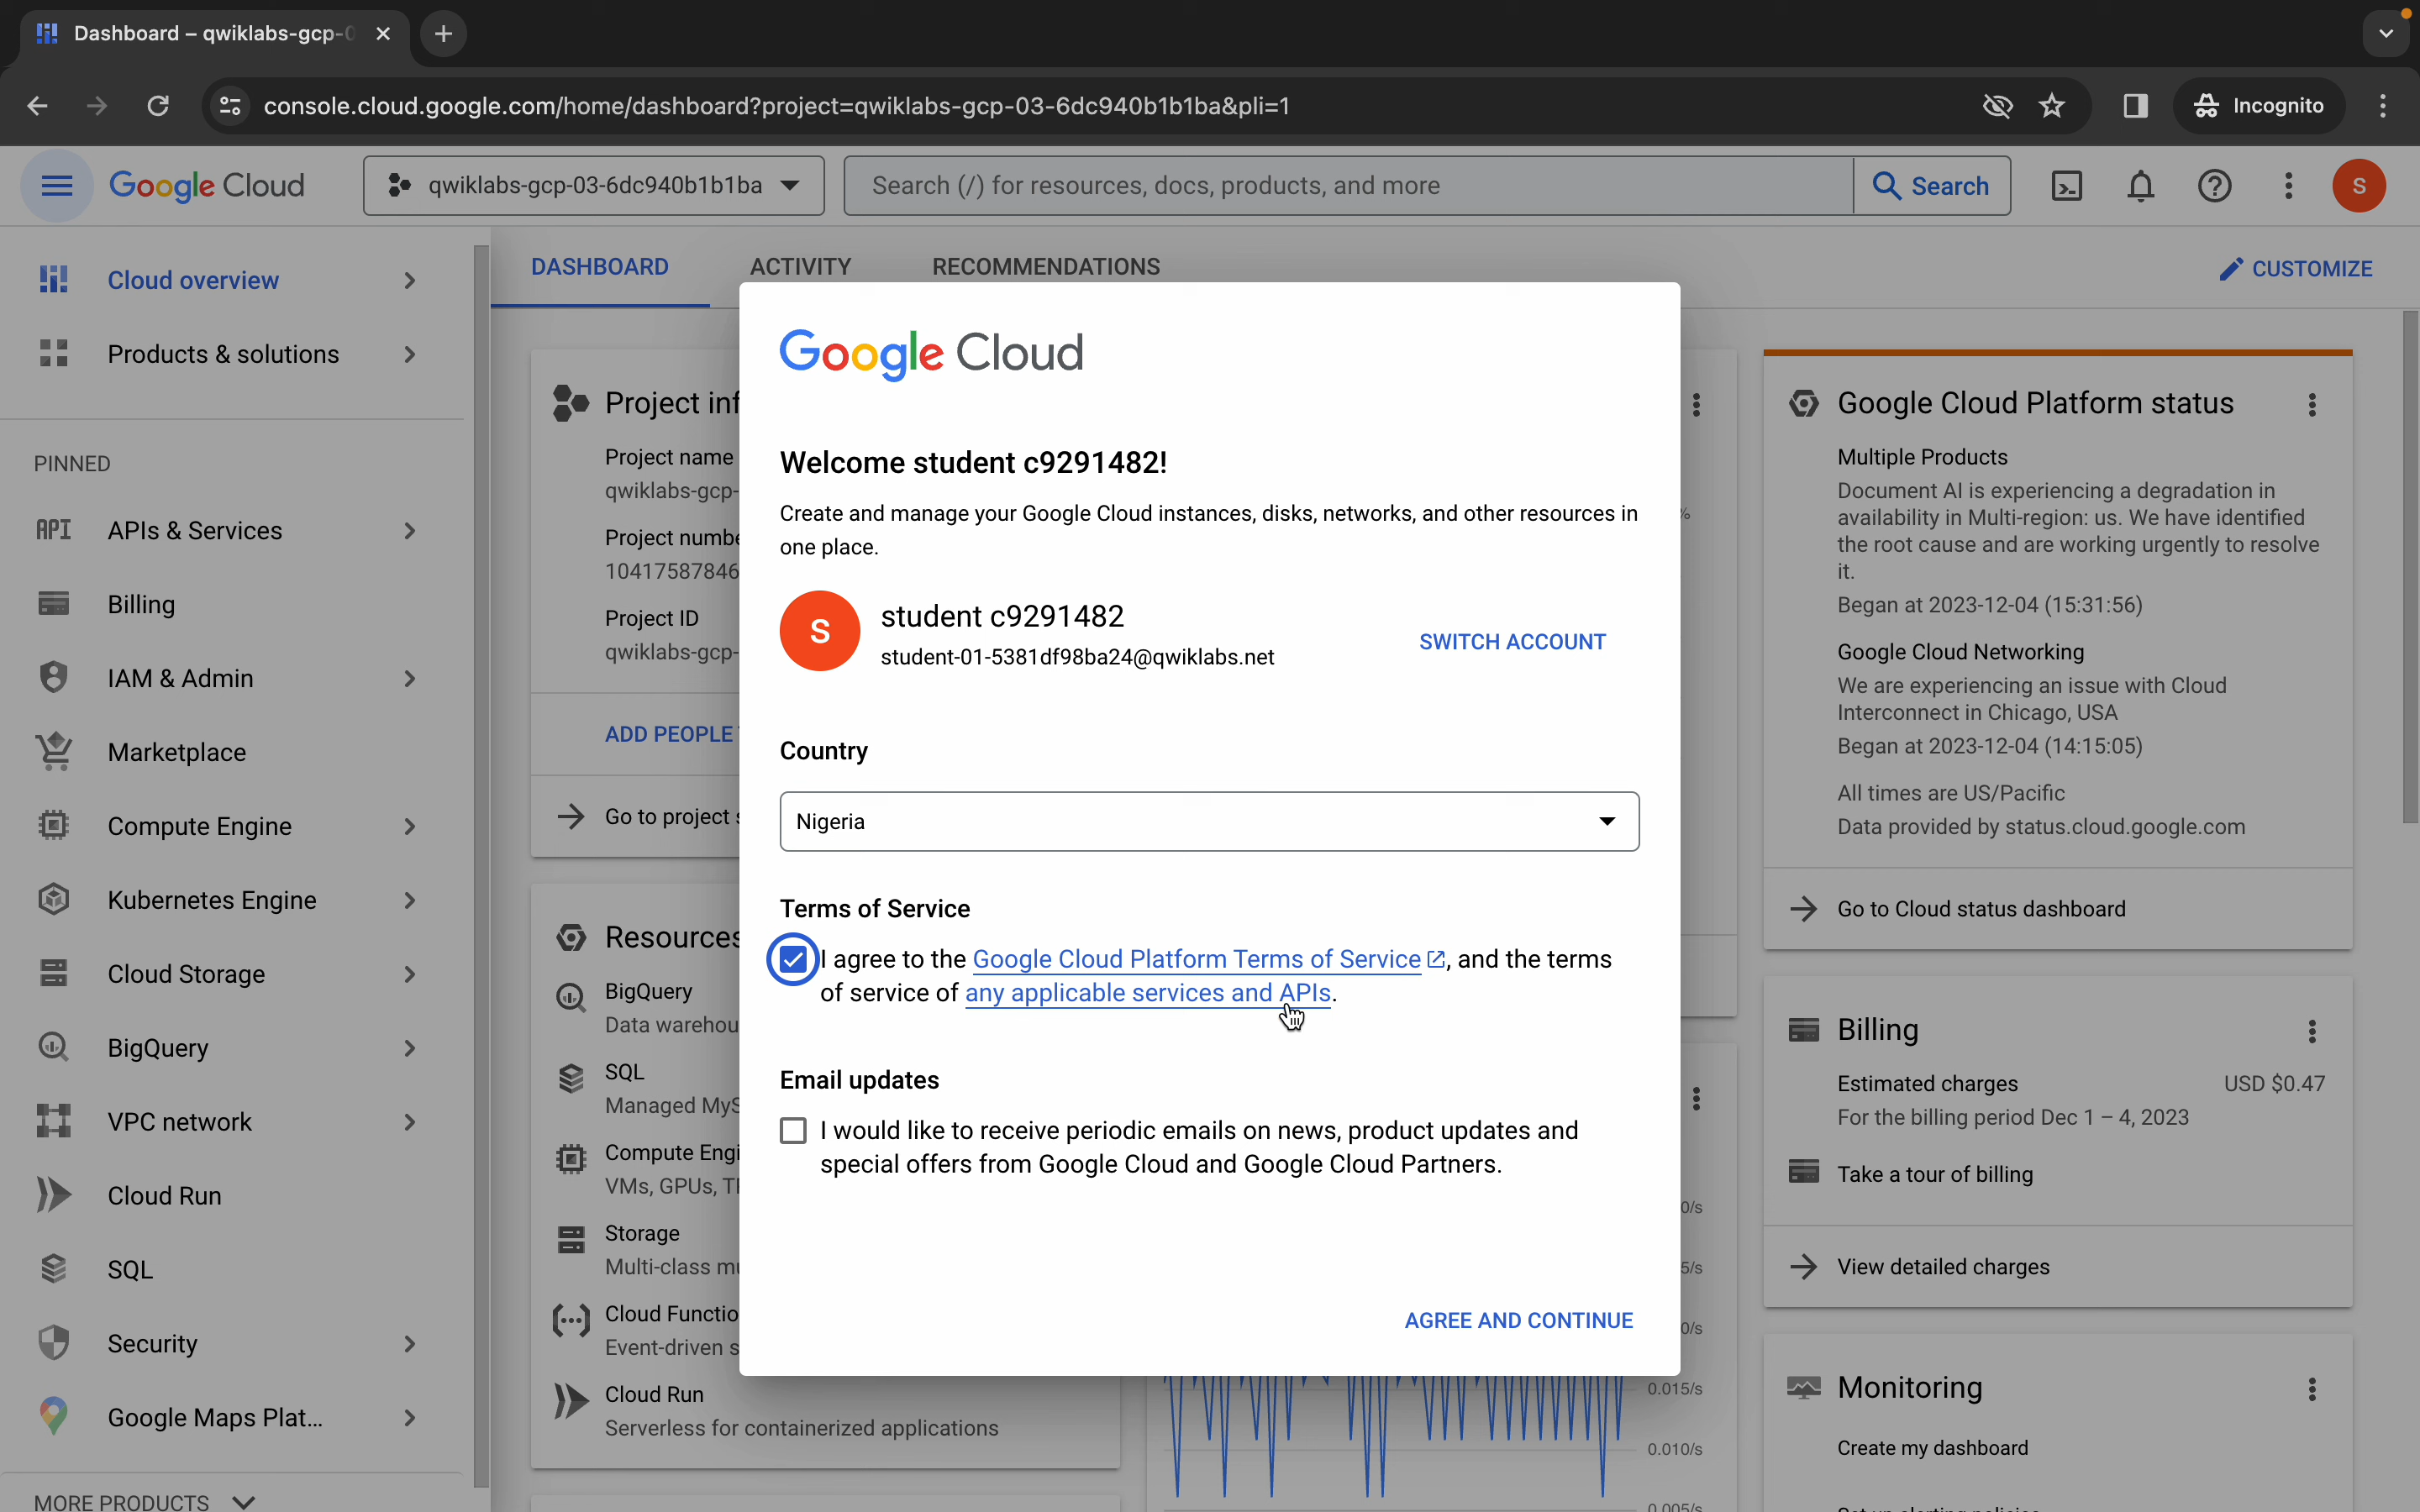 Dashboard – qwiklabs-gcp-0
console.cloud.google.com/home/dashboard?project=qwiklabs-gcp-03-6dc940b1b1ba&pli=1
Incognito
Google Cloud
qwiklabs-gcp-03-6dc940b1b1ba
Search (/) for resources, docs, products, and more
Search
S
Cloud overview
Products & solutions
PINNED
API APIs & Services
Billing
IAM & Admin
Marketplace
Compute Engine
Kubernetes Engine
Cloud Storage
BigQuery
VPC network
Cloud Run
SQL
Security
Google Maps Plat...
MORE PRODUCTS
DASHBOARD
ACTIVITY
RECOMMENDATIONS
CUSTOMIZE
Project inf
Project name
qwiklabs-gcp-
Project numbe
10417587846
Project ID
qwiklabs-gcp-
ADD PEOPLE
Go to project s
Resources
BigQuery
Data warehou
SQL
Managed MyS
Compute Engi
VMs, GPUs, T
Storage
Multi-class mu
Cloud Functio
Event-driven s
Cloud Run
Serverless for containerized applications
Google Cloud
Welcome student c9291482!
Create and manage your Google Cloud instances, disks, networks, and other resources in
one place.
S
student c9291482
student-01-5381df98ba24@qwiklabs.net
SWITCH ACCOUNT
Country
Nigeria
Terms of Service
I agree to the Google Cloud Platform Terms of Service, and the terms
of service of any applicable services and APIs.
Email updates
I would like to receive periodic emails on news, product updates and
special offers from Google Cloud and Google Cloud Partners.
AGREE AND CONTINUE
%
0/s
5/s
0/s
0.015/s
0.010/s
0.005/s
Google Cloud Platform status
Multiple Products
Document AI is experiencing a degradation in
availability in Multi-region: us. We have identified
the root cause and are working urgently to resolve
it.
Began at 2023-12-04 (15:31:56)
Google Cloud Networking
We are experiencing an issue with Cloud
Interconnect in Chicago, USA
Began at 2023-12-04 (14:15:05)
All times are US/Pacific
Data provided by status.cloud.google.com
Go to Cloud status dashboard
Billing
Estimated charges
USD $0.47
For the billing period Dec 1 – 4, 2023
Take a tour of billing
View detailed charges
Monitoring
Create my dashboard